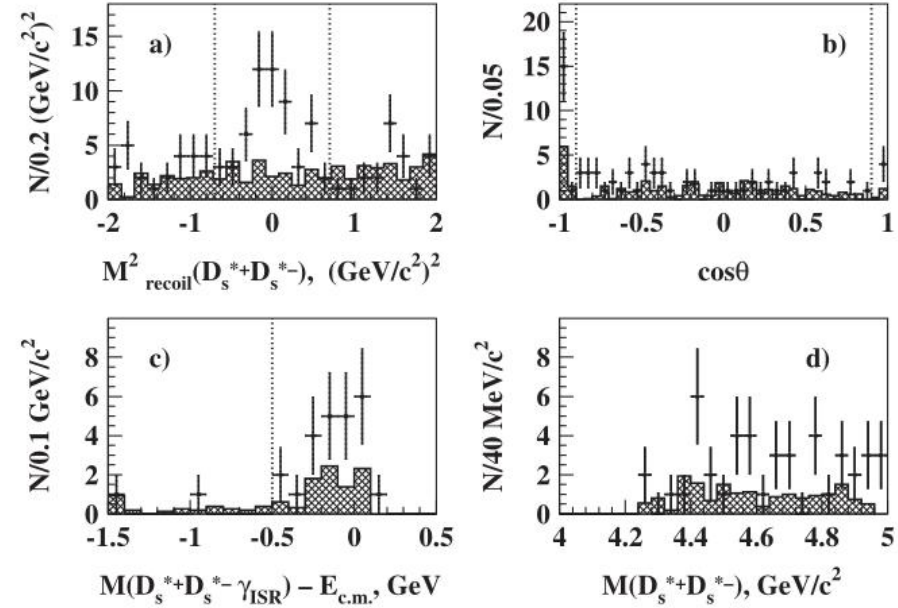 a)
N/0.2 (GeV/c²)²
15
10
5
0
-2 -1 0 1 2
M² recoil(Dₛ*⁺Dₛ*⁻), (GeV/c²)²
b)
N/0.05
20
15
10
5
0
-1 -0.5 0 0.5 1
cosθ
c)
N/0.1 GeV/c²
8
6
4
2
0
-1.5 -1 -0.5 0 0.5
M(Dₛ*⁺Dₛ*⁻ γISR) – Ec.m., GeV
d)
N/40 MeV/c²
8
6
4
2
0
4 4.2 4.4 4.6 4.8 5
M(Dₛ*⁺Dₛ*⁻), GeV/c²